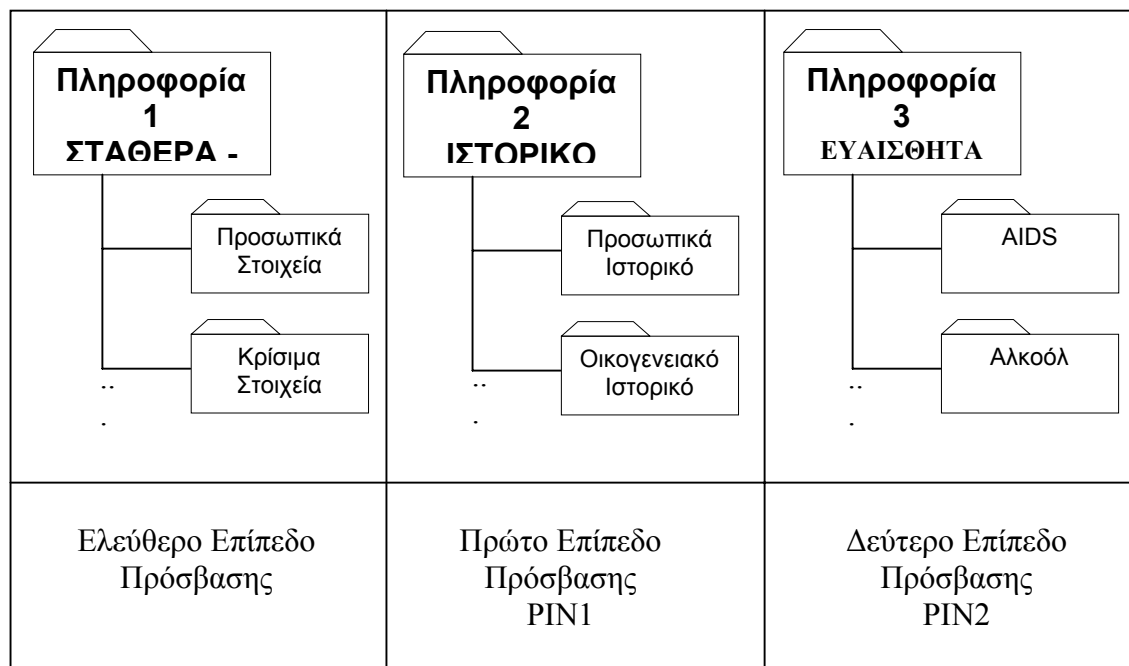 Πληροφορία
1
ΣΤΑΘΕΡΑ -
Προσωπικά
Στοιχεία
Κρίσιμα
Στοιχεία
..
.
Πληροφορία
2
ΙΣΤΟΡΙΚΟ
Προσωπικά
Ιστορικό
Οικογενειακό
Ιστορικό
..
.
Πληροφορία
3
ΕΥΑΙΣΘΗΤΑ
AIDS
Αλκοόλ
..
.
Ελεύθερο Επίπεδο
Πρόσβασης
Πρώτο Επίπεδο
Πρόσβασης
PIN1
Δεύτερο Επίπεδο
Πρόσβασης
PIN2